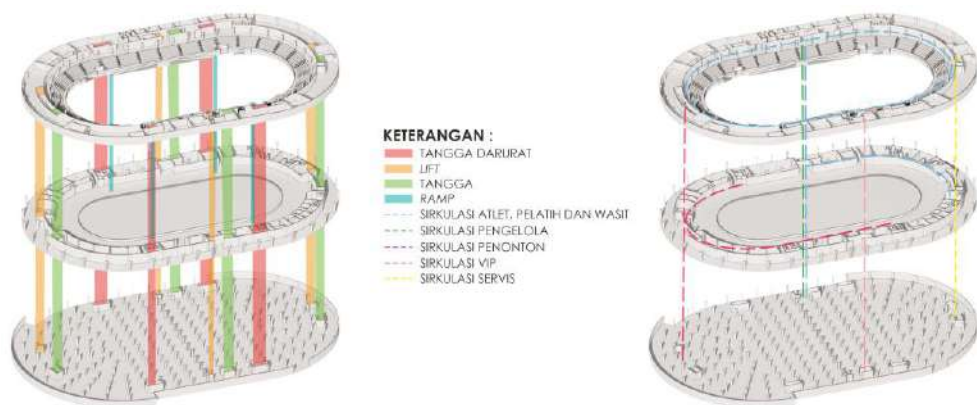 KETERANGAN :
TANGGA DARURAT
LIFT
TANGGA
RAMP
SIRKULASI ATLET, PELATIH DAN WASIT
SIRKULASI PENGELOLA
SIRKULASI PENONTON
SIRKULASI VIP
SIRKULASI SERVIS